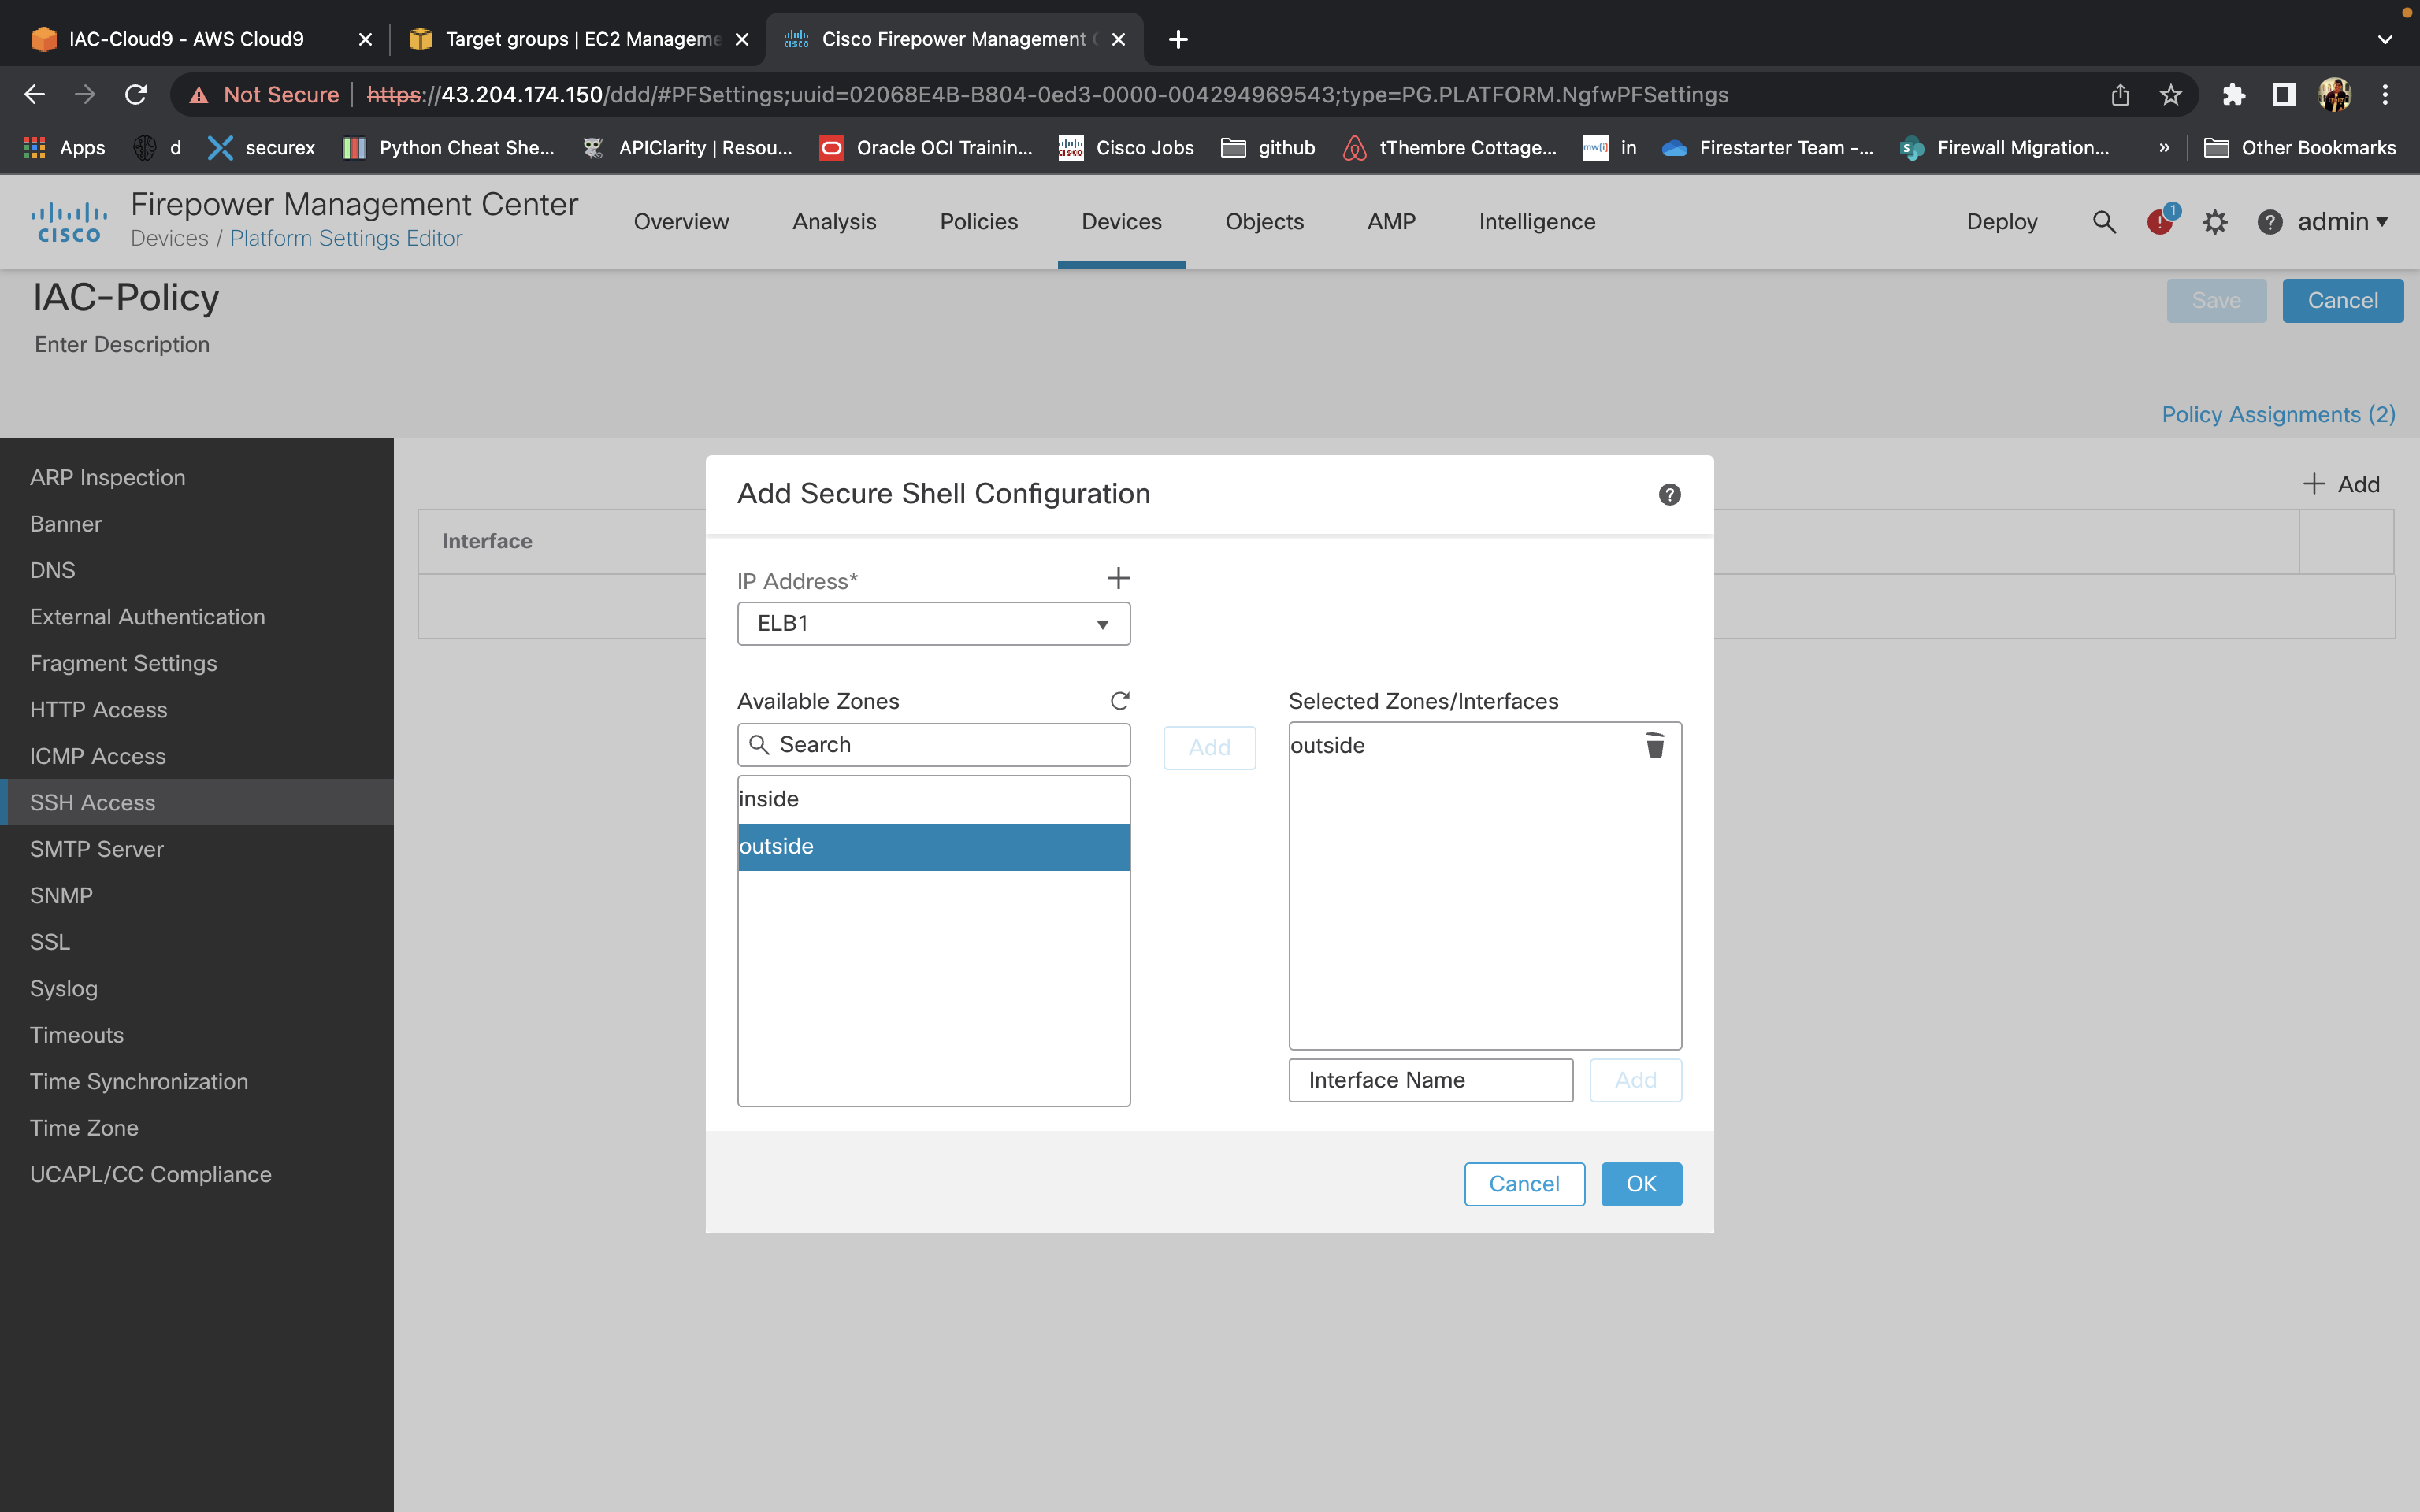 IAC-Cloud9 - AWS Cloud9
Target groups | EC2 Manageme
Cisco Firepower Management
Not Secure
https://43.204.174.150/ddd/#PFSettings;uuid=02068E4B-B804-0ed3-0000-004294969543;type=PG.PLATFORM.NgfwPFSettings
Apps
d
securex
Python Cheat She...
APIClarity | Resou...
Oracle OCI Trainin...
Cisco Jobs
github
tThembre Cottage...
in
Firestarter Team -...
Firewall Migration...
»
Other Bookmarks
CISCO
Firepower Management Center
Devices / Platform Settings Editor
Overview
Analysis
Policies
Devices
Objects
AMP
Intelligence
Deploy
1
admin
IAC-Policy
Enter Description
Save
Cancel
Policy Assignments (2)
ARP Inspection
Banner
DNS
External Authentication
Fragment Settings
HTTP Access
ICMP Access
SSH Access
SMTP Server
SNMP
SSL
Syslog
Timeouts
Time Synchronization
Time Zone
UCAPL/CC Compliance
+ Add
Interface
Add Secure Shell Configuration
IP Address*
ELB1
Available Zones
Search
inside
outside
Add
Selected Zones/Interfaces
outside
Interface Name
Add
Cancel
OK